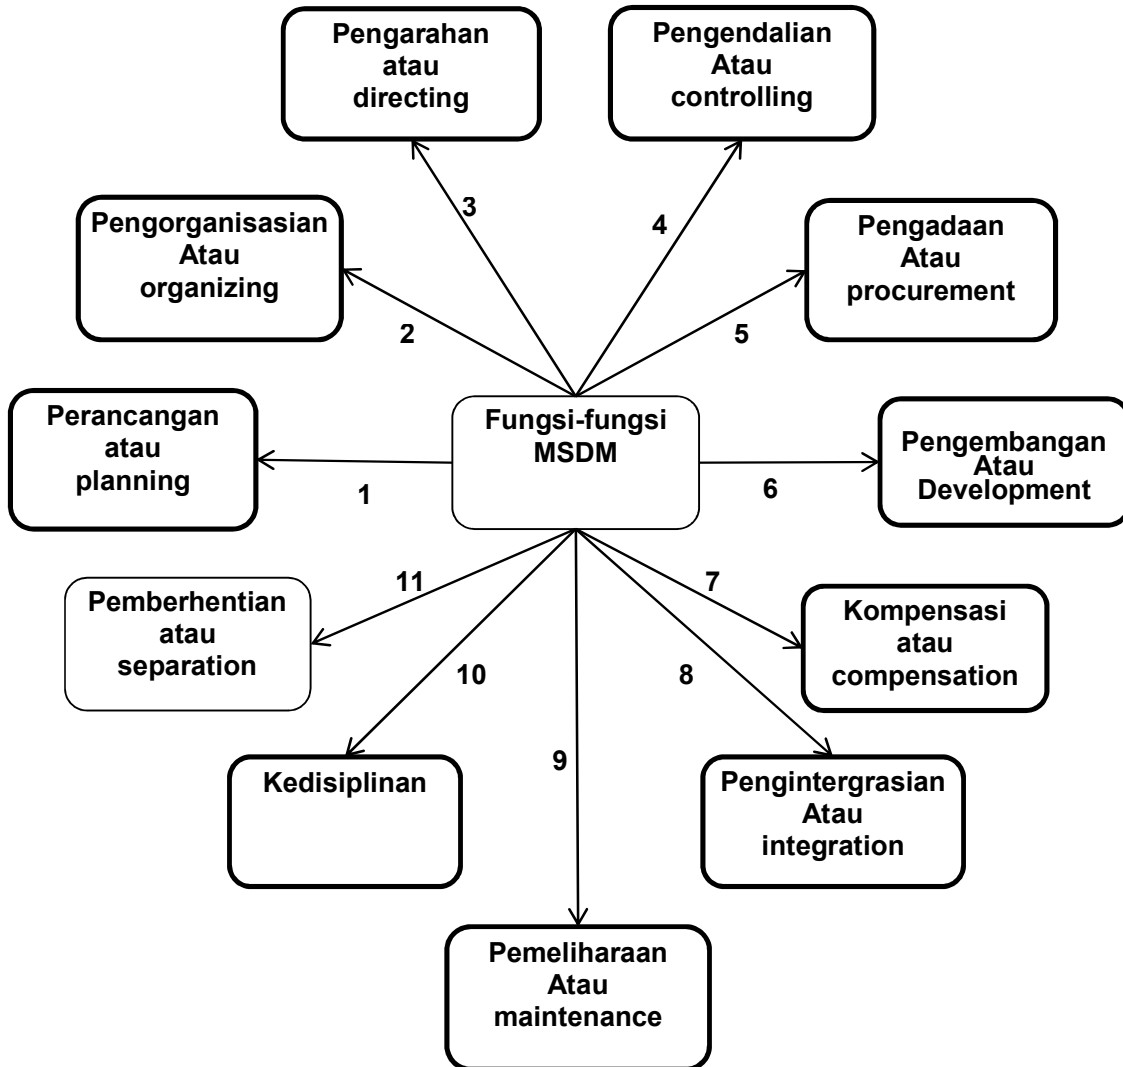 Pengarahan
atau
directing
Pengendalian
Atau
controlling
3
4
Pengorganisasian
Atau
organizing
Pengadaan
Atau
procurement
2
5
Perancangan
atau
planning
Fungsi-fungsi
MSDM
Pengembangan
Atau
Development
1
6
Pemberhentian
atau
separation
11
7
Kompensasi
atau
compensation
10
8
Kedisiplinan
9
Pengintergrasian
Atau
integration
Pemeliharaan
Atau
maintenance